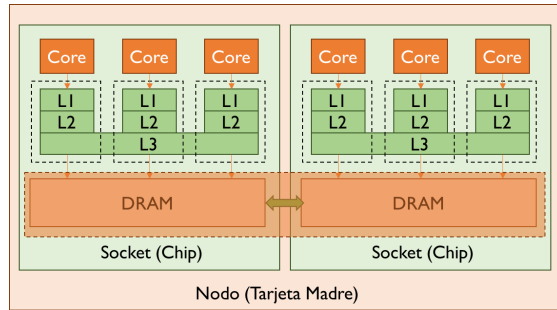 Core Core Core Core Core Core
L1 L1 L1 L1 L1 L1
L2 L2 L2 L2 L2 L2
L3 L3
DRAM DRAM
Socket (Chip) Socket (Chip)
Nodo (Tarjeta Madre)